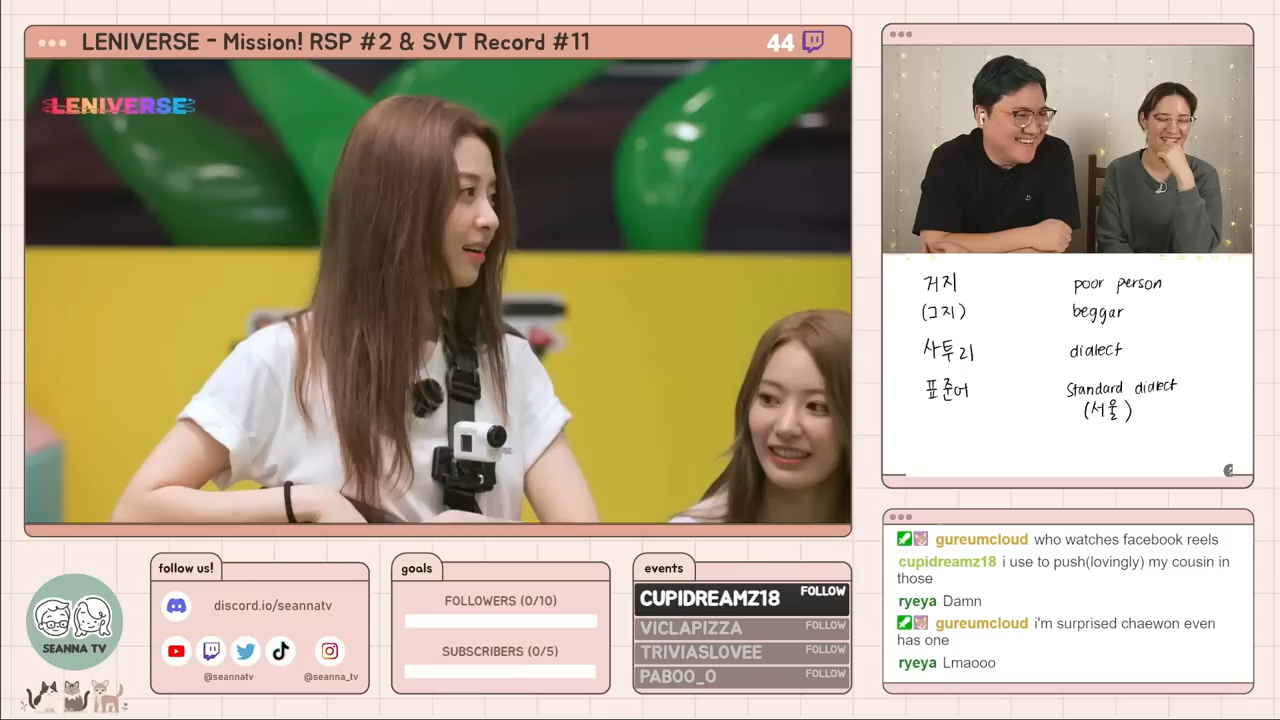 LENIVERSE - Mission! RSP #2 & SVT Record #11
44
LENIVERSE
거지 poor person
(그지) beggar
사투리 dialect
표준어 Standard dialect
(서울)
gureumcloud who watches facebook reels
cupidreamz18 i use to push(lovingly) my cousin in
those
ryeya Damn
gureumcloud i'm surprised chaewon even
has one
ryeya Lmaooo
SEANNA TV
follow us!
discord.io/seannatv
@seannatv
@seanna_tv
goals
FOLLOWERS (0/10)
SUBSCRIBERS (0/5)
events
CUPIDREAMZ18 FOLLOW
VICLAPIZZA FOLLOW
TRIVIASLOVEE FOLLOW
PABOO_O FOLLOW